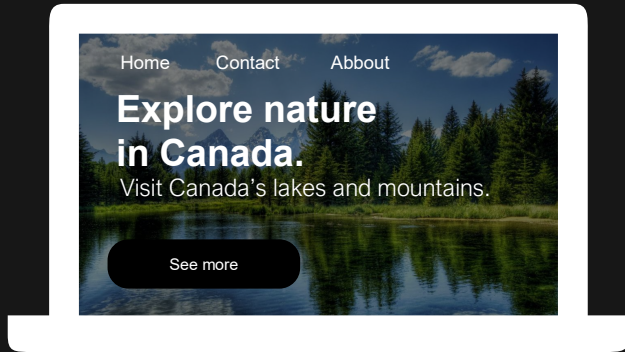 Home Contact Abbout
Explore nature
in Canada.
Visit Canada's lakes and mountains.
See more